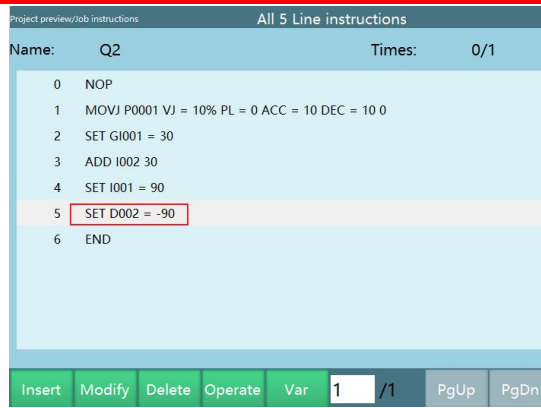 Project preview/Job instructions All 5 Line instructions
Name: Q2 Times: 0/1
0 NOP
1 MOVJ P0001 VJ = 10% PL = 0 ACC = 10 DEC = 10 0
2 SET GI001 = 30
3 ADD I002 30
4 SET I001 = 90
5 SET D002 = -90
6 END
Insert Modify Delete Operate Var 1 /1 PgUp PgDn